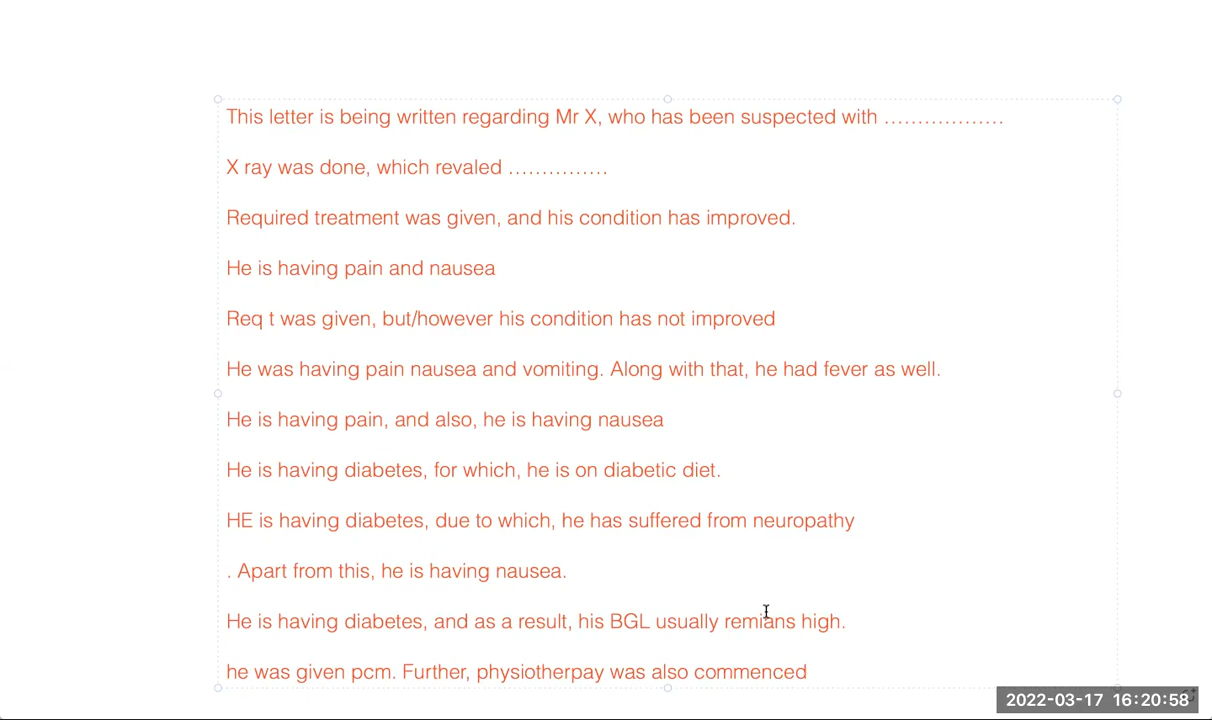 This letter is being written regarding Mr X, who has been suspected with ..................
X ray was done, which revaled ...............
Required treatment was given, and his condition has improved.
He is having pain and nausea
Req t was given, but/however his condition has not improved
He was having pain nausea and vomiting. Along with that, he had fever as well.
He is having pain, and also, he is having nausea
He is having diabetes, for which, he is on diabetic diet.
HE is having diabetes, due to which, he has suffered from neuropathy
. Apart from this, he is having nausea.
He is having diabetes, and as a result, his BGL usually remians high.
he was given pcm. Further, physiotherpay was also commenced
2022-03-17 16:20:58